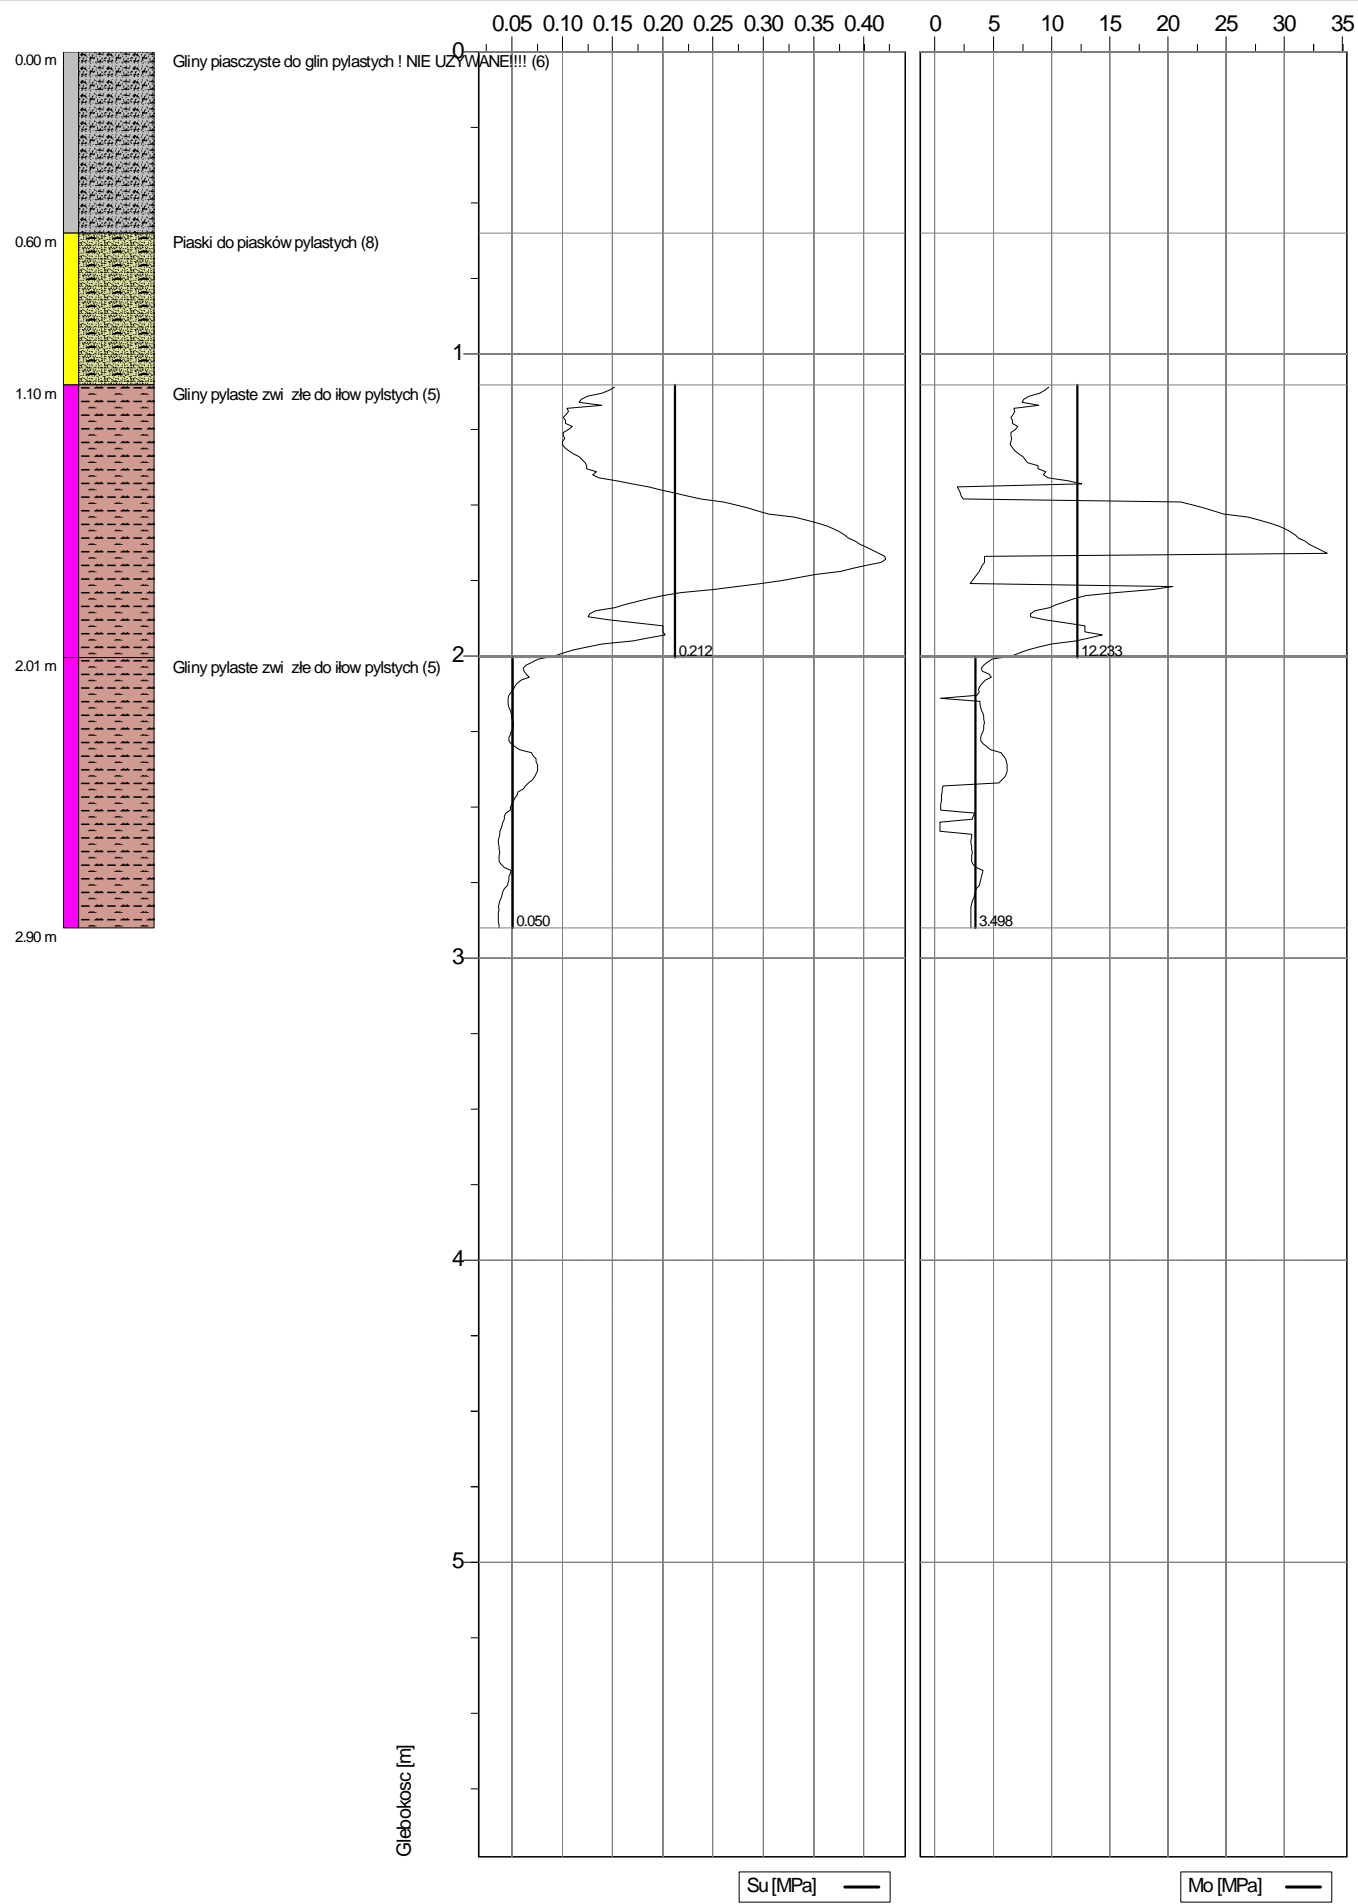 0.05 0.10 0.15 0.20 0.25 0.30 0.35 0.40 0 5 10 15 20 25 30 35
0
0.00 m Gliny piasczyste do glin pylastych ! NIE UZYWANE!!!! (6)
0.60 m Piaski do piasków pylastych (8)
1
1.10 m Gliny pylaste zwi złe do iłow pylstych (5)
0.212 12.233
2
2.01 m Gliny pylaste zwi złe do iłow pylstych (5)
0.050 3.498
2.90 m
3
4
5
Glebokosc [m]
Su [MPa] Mo [MPa]